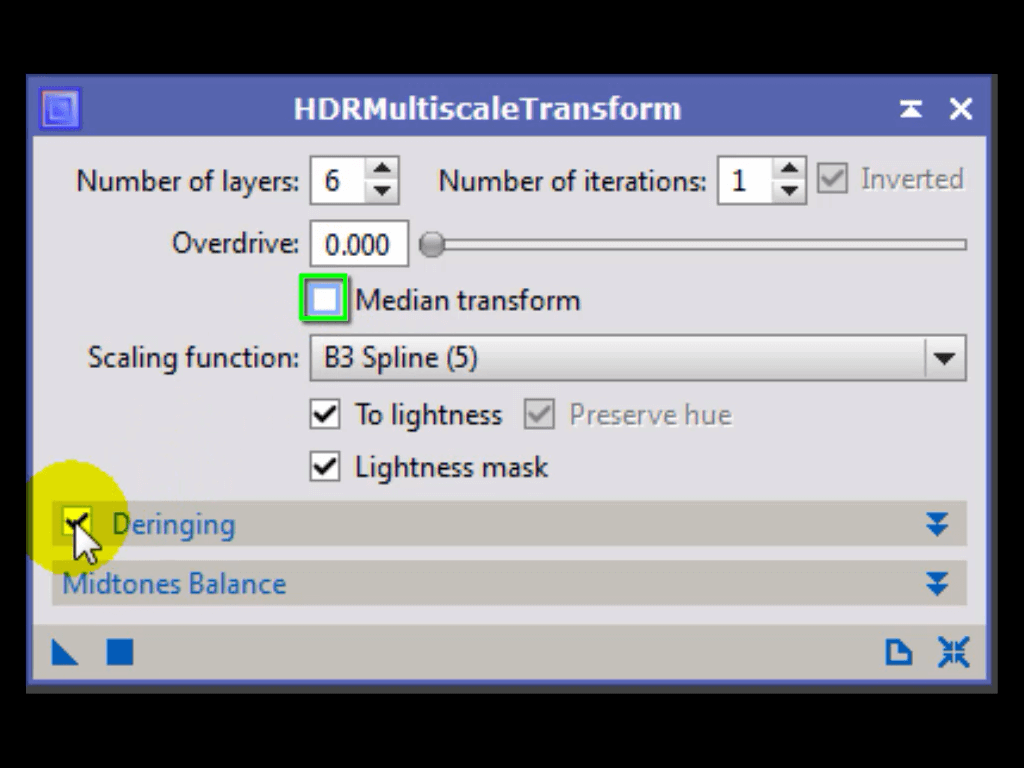 HDRMultiscaleTransform
Number of layers: 6 Number of iterations: 1 Inverted
Overdrive: 0.000
Median transform
Scaling function: B3 Spline (5)
To lightness Preserve hue
Lightness mask
Deringing
Midtones Balance